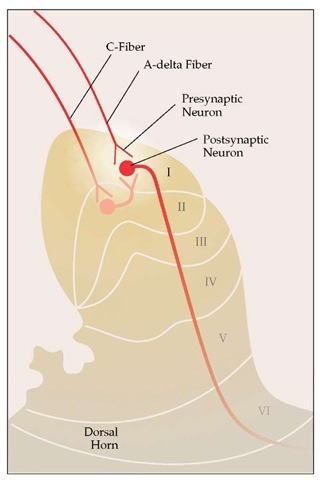 C-Fiber
A-delta Fiber
Presynaptic
Neuron
Postsynaptic
Neuron
I
II
III
IV
V
VI
Dorsal
Horn